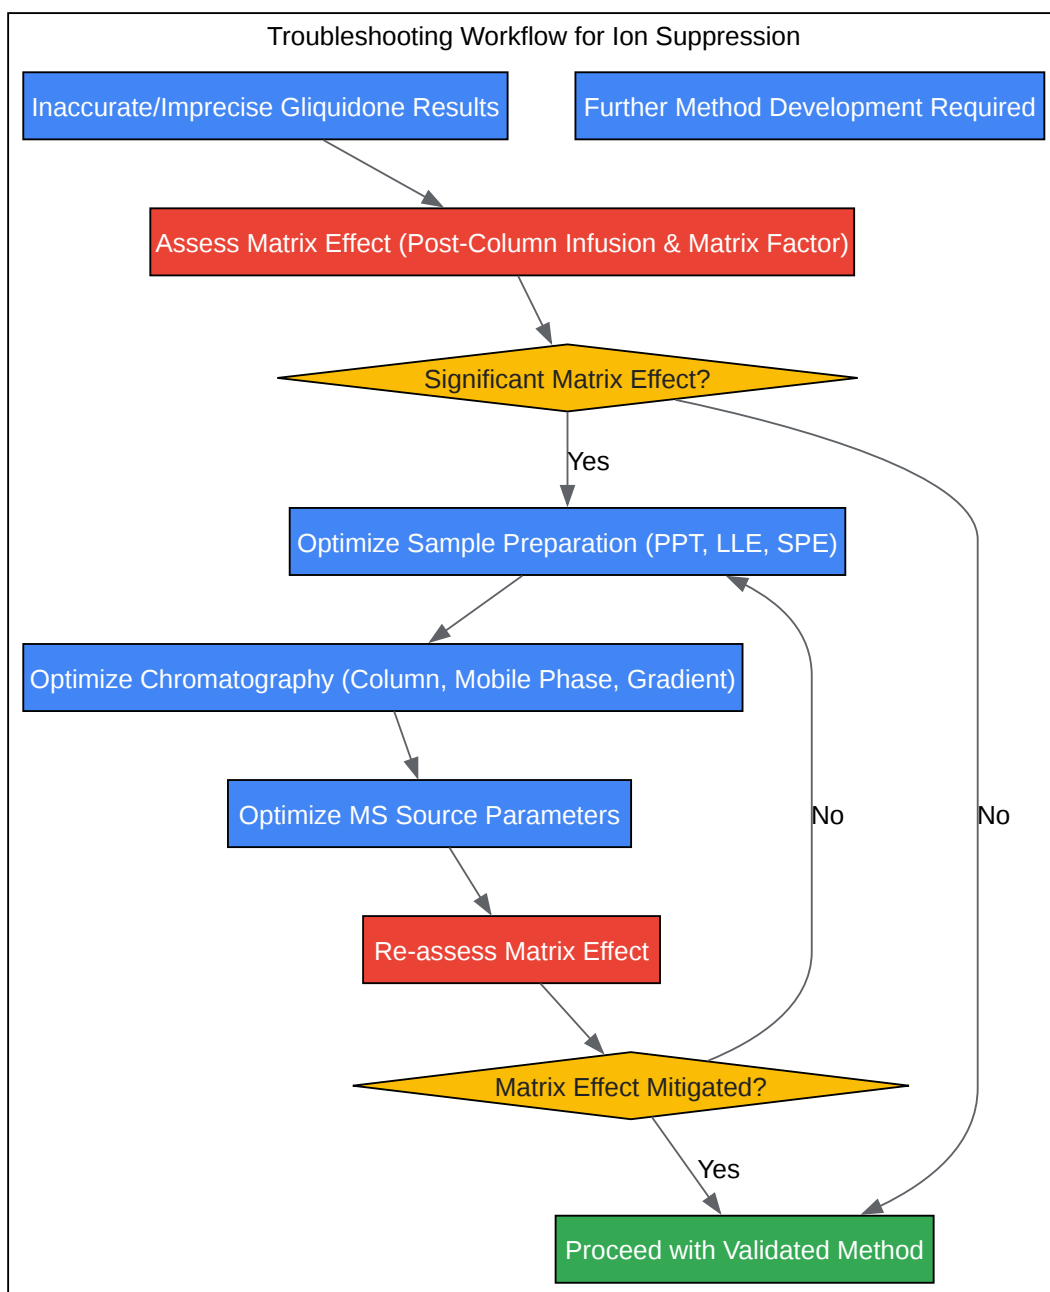 Troubleshooting Workflow for Ion Suppression
Inaccurate/Imprecise Gliquidone Results
Further Method Development Required
Assess Matrix Effect (Post-Column Infusion & Matrix Factor)
Significant Matrix Effect?
Yes
Optimize Sample Preparation (PPT, LLE, SPE)
Optimize Chromatography (Column, Mobile Phase, Gradient)
Optimize MS Source Parameters
No
No
Re-assess Matrix Effect
Matrix Effect Mitigated?
Yes
Proceed with Validated Method